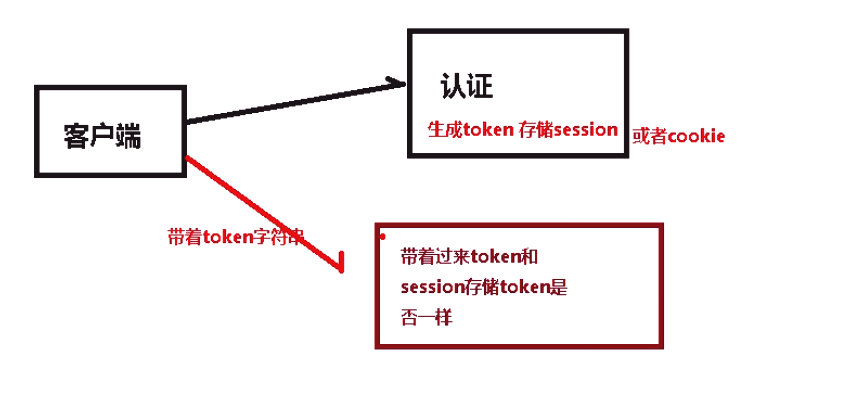 认证
客户端
生成token 存储session
或者cookie
带着token字符串
带着过来token和
session存储token是
否一样